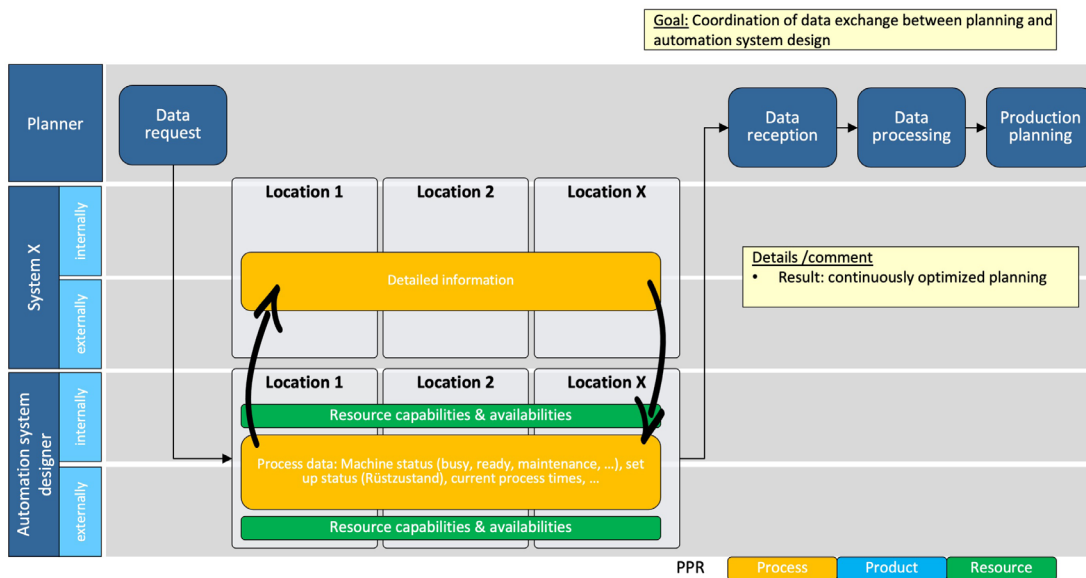 Goal: Coordination of data exchange between planning and
automation system design
Planner
Data
request
Data
reception
Data
processing
Production
planning
System X
internally
externally
Location 1
Location 2
Location X
Detailed information
Details /comment
• Result: continuously optimized planning
Automation system
designer
internally
externally
Location 1
Location 2
Location X
Resource capabilities & availabilities
Process data: Machine status (busy, ready, maintenance, …), set
up status (Rüstzustand), current process times, …
Resource capabilities & availabilities
PPR
Process
Product
Resource